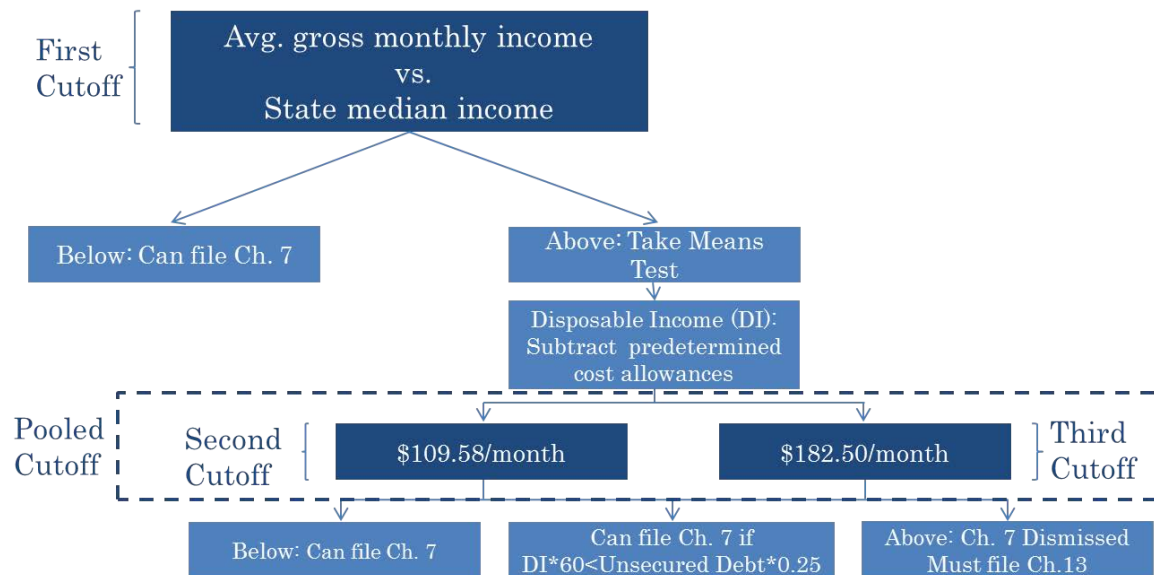 First
Cutoff
Avg. gross monthly income
vs.
State median income
Below: Can file Ch. 7
Above: Take Means
Test
Disposable Income (DI):
Subtract predetermined
cost allowances
Pooled
Cutoff
Second
Cutoff
$109.58/month
$182.50/month
Third
Cutoff
Below: Can file Ch. 7
Can file Ch. 7 if
DI*60<Unsecured Debt*0.25
Above: Ch. 7 Dismissed
Must file Ch.13